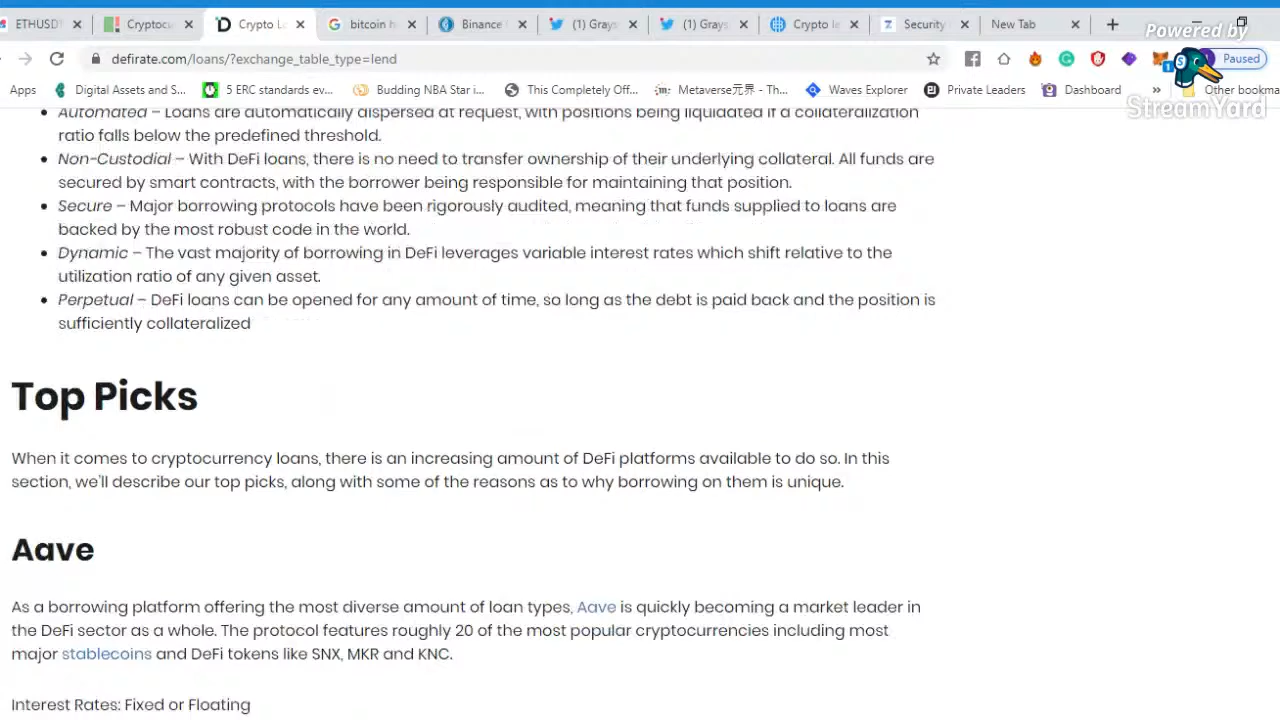 ETHUSD
Cryptocu
Crypto Le
bitcoin h
Binance
(1) Grays
(1) Grays
Crypto le
Security
New Tab
Powered by
defirate.com/loans/?exchange_table_type=lend
Paused
Apps
Digital Assets and S...
5 ERC standards ev...
Budding NBA Star i...
This Completely Off...
Metaverse元界 - Th...
Waves Explorer
Private Leaders
Dashboard
»
Other bookma
StreamYard
Automated – Loans are automatically dispersed at request, with positions being liquidated if a collateralization
ratio falls below the predefined threshold.
Non-Custodial – With DeFi loans, there is no need to transfer ownership of their underlying collateral. All funds are
secured by smart contracts, with the borrower being responsible for maintaining that position.
Secure – Major borrowing protocols have been rigorously audited, meaning that funds supplied to loans are
backed by the most robust code in the world.
Dynamic – The vast majority of borrowing in DeFi leverages variable interest rates which shift relative to the
utilization ratio of any given asset.
Perpetual – DeFi loans can be opened for any amount of time, so long as the debt is paid back and the position is
sufficiently collateralized
Top Picks
When it comes to cryptocurrency loans, there is an increasing amount of DeFi platforms available to do so. In this
section, we'll describe our top picks, along with some of the reasons as to why borrowing on them is unique.
Aave
As a borrowing platform offering the most diverse amount of loan types, Aave is quickly becoming a market leader in
the DeFi sector as a whole. The protocol features roughly 20 of the most popular cryptocurrencies including most
major stablecoins and DeFi tokens like SNX, MKR and KNC.
Interest Rates: Fixed or Floating